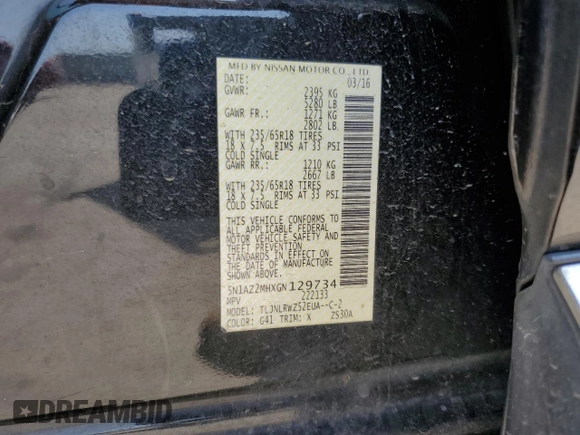 MFD BY NISSAN MOTOR CO., LTD.
DATE: 03/16
GVWR: 2395 KG
5280 LB
GAWR FR.: 1271 KG
2802 LB
WITH 235/65R18 TIRES
18 X 7.5 RIMS AT 33 PSI
COLD SINGLE
GAWR RR.: 1210 KG
2667 LB
WITH 235/65R18 TIRES
18 X 7.5 RIMS AT 33 PSI
COLD SINGLE
THIS VEHICLE CONFORMS TO
ALL APPLICABLE FEDERAL
MOTOR VEHICLE SAFETY AND
THEFT PREVENTION
STANDARDS IN EFFECT ON
THE DATE OF MANUFACTURE
SHOWN ABOVE.
5N1AZ2MHXGN129734
MPV 222133
MODEL: TLJNLRWZS2EUA--C-2
COLOR: G41 TRIM: X ZS30A
DREAMBID